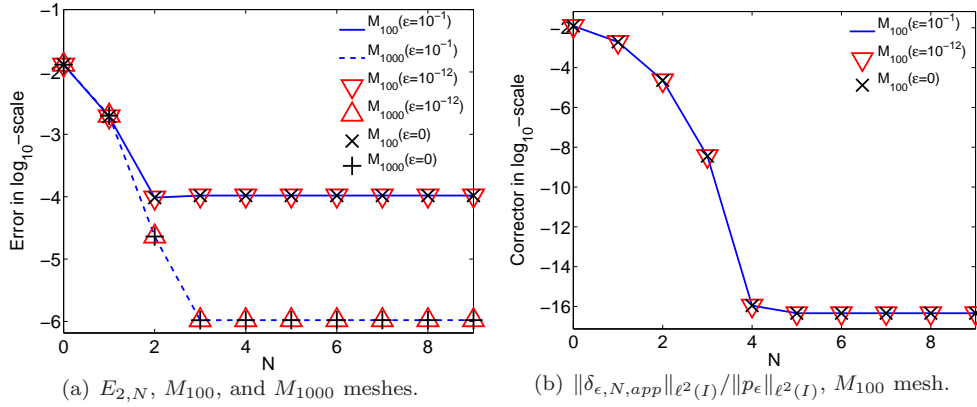 −1
−2
−3
−4
−5
−6
0
2
4
6
8
N
Error in log10−scale
M100(ε=10−1)
M1000(ε=10−1)
M100(ε=10−12)
M1000(ε=10−12)
M100(ε=0)
M1000(ε=0)
(a) E2,N, M100, and M1000 meshes.
−2
−4
−6
−8
−10
−12
−14
−16
0
2
4
6
8
N
Corrector in log10−scale
M100(ε=10−1)
M100(ε=10−12)
M100(ε=0)
(b) ‖δϵ,N,app‖ℓ2(I)/‖pϵ‖ℓ2(I), M100 mesh.